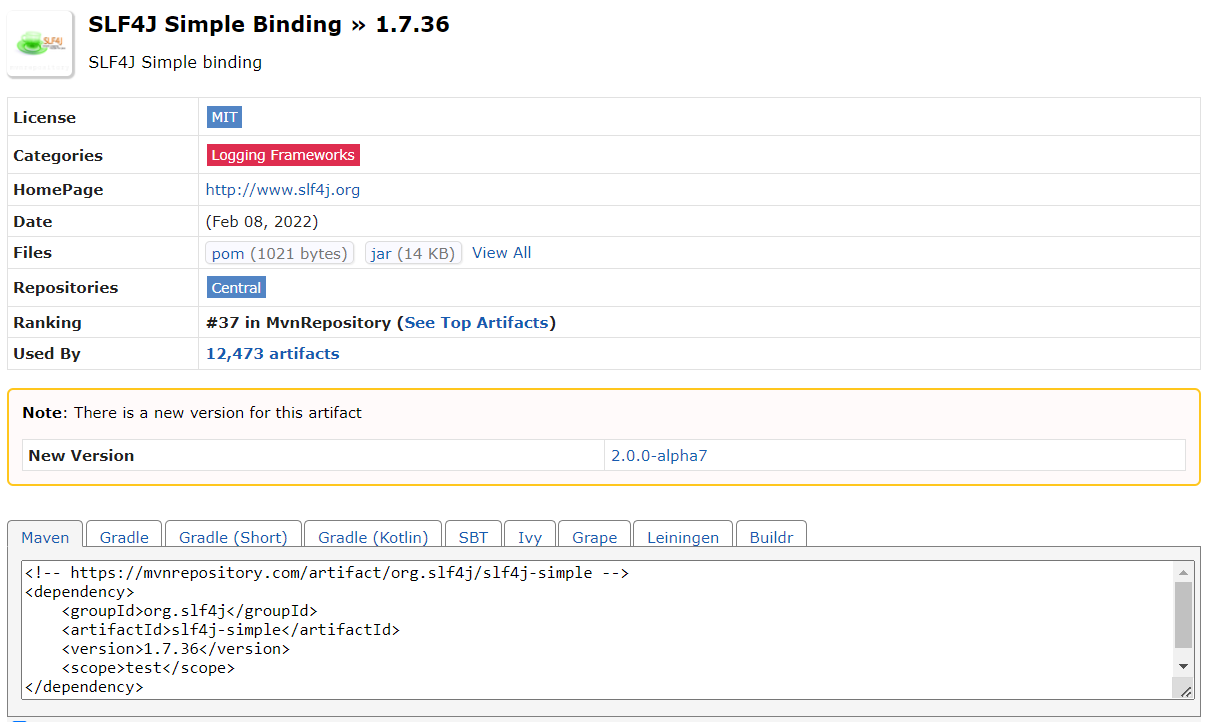 SLF4J Simple Binding » 1.7.36
SLF4J
SLF4J Simple binding
License MIT
Categories Logging Frameworks
HomePage http://www.slf4j.org
Date (Feb 08, 2022)
Files pom (1021 bytes) jar (14 KB) View All
Repositories Central
Ranking #37 in MvnRepository (See Top Artifacts)
Used By 12,473 artifacts
Note: There is a new version for this artifact
New Version 2.0.0-alpha7
Maven Gradle Gradle (Short) Gradle (Kotlin) SBT Ivy Grape Leiningen Buildr
<!-- https://mvnrepository.com/artifact/org.slf4j/slf4j-simple -->
<dependency>
    <groupId>org.slf4j</groupId>
    <artifactId>slf4j-simple</artifactId>
    <version>1.7.36</version>
    <scope>test</scope>
</dependency>